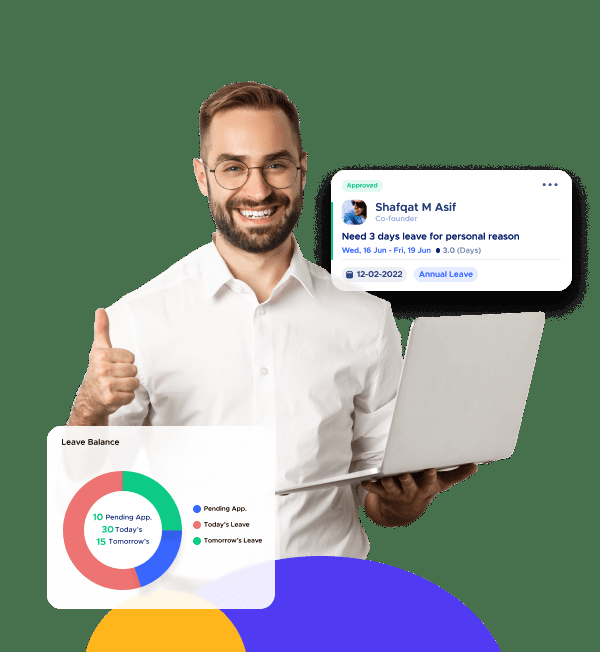 Approved
Shafqat M Asif
Co-founder
Need 3 days leave for personal reason
Wed, 16 Jun - Fri, 19 Jun 3.0 (Days)
12-02-2022 Annual Leave
Leave Balance
10 Pending App.
30 Today's
15 Tomorrow's
Pending App.
Today's Leave
Tomorrow's Leave